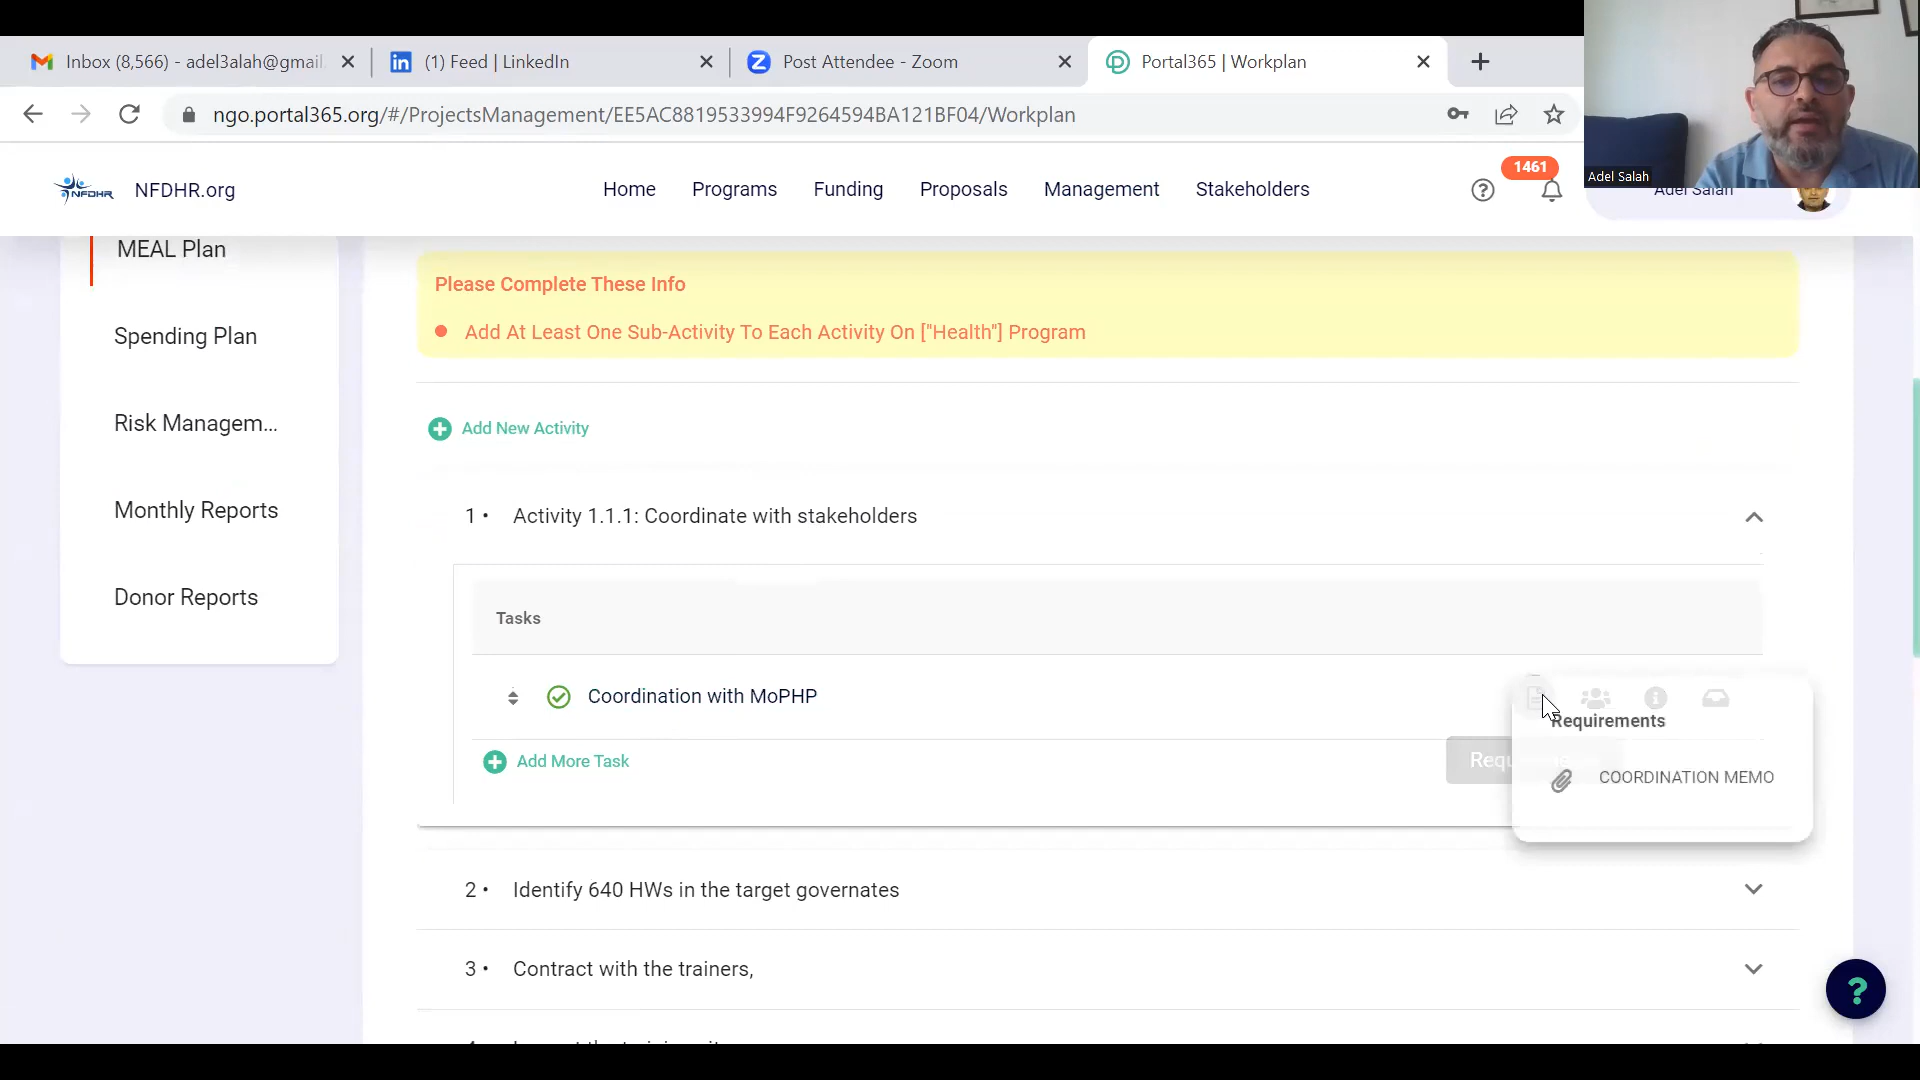 Inbox (8,566) - adel3alah@gmail.
(1) Feed | LinkedIn
Post Attendee - Zoom
Portal365 | Workplan
ngo.portal365.org/#/ProjectsManagement/EE5AC8819533994F9264594BA121BF04/Workplan
Adel Salah
NFDHR
NFDHR.org
Home
Programs
Funding
Proposals
Management
Stakeholders
1461
Adel Salah
MEAL Plan
Spending Plan
Risk Managem...
Monthly Reports
Donor Reports
Please Complete These Info
Add At Least One Sub-Activity To Each Activity On ["Health"] Program
Add New Activity
1 • Activity 1.1.1: Coordinate with stakeholders
Tasks
Coordination with MoPHP
Add More Task
Requirements
COORDINATION MEMO
2 • Identify 640 HWs in the target governates
3 • Contract with the trainers,